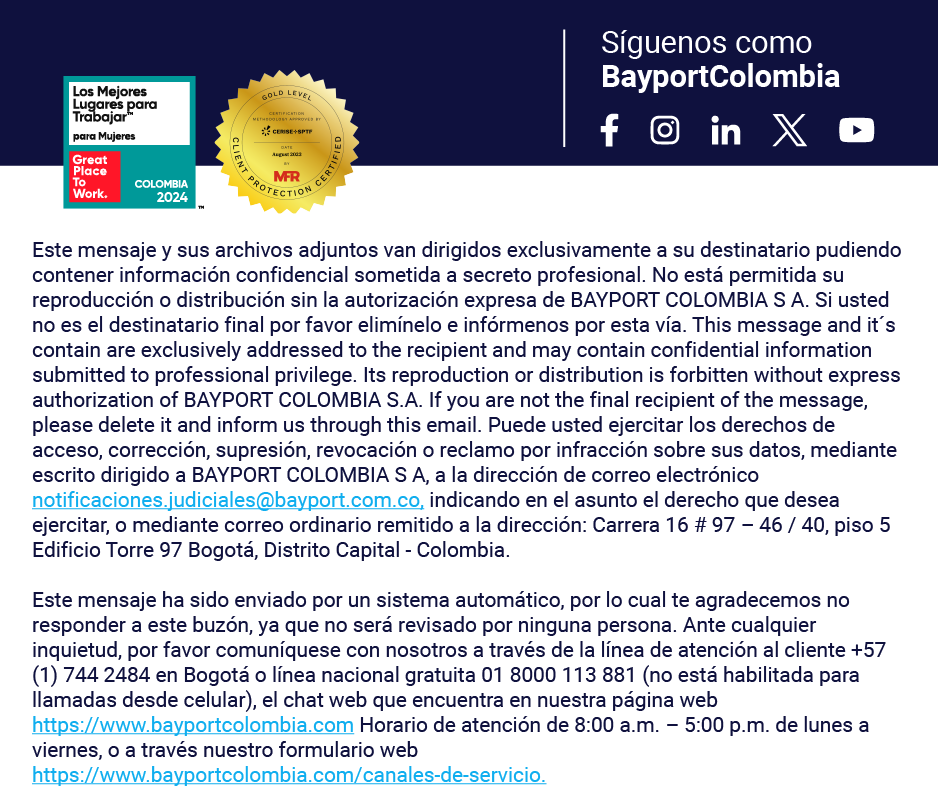 Síguenos como
BayportColombia
Los Mejores
Lugares para
Trabajar™
para Mujeres
Great
Place
To
Work.
COLOMBIA
2024
™
GOLD LEVEL
CERTIFICATION
METHODOLOGY APPROVED BY
CERISE+SPTF
DATE
August 2023
BY
MFR
CLIENT PROTECTION CERTIFIED
Este mensaje y sus archivos adjuntos van dirigidos exclusivamente a su destinatario pudiendo
contener información confidencial sometida a secreto profesional. No está permitida su
reproducción o distribución sin la autorización expresa de BAYPORT COLOMBIA S A. Si usted
no es el destinatario final por favor elimínelo e infórmenos por esta vía. This message and it´s
contain are exclusively addressed to the recipient and may contain confidential information
submitted to professional privilege. Its reproduction or distribution is forbitten without express
authorization of BAYPORT COLOMBIA S.A. If you are not the final recipient of the message,
please delete it and inform us through this email. Puede usted ejercitar los derechos de
acceso, corrección, supresión, revocación o reclamo por infracción sobre sus datos, mediante
escrito dirigido a BAYPORT COLOMBIA S A, a la dirección de correo electrónico
notificaciones.judiciales@bayport.com.co, indicando en el asunto el derecho que desea
ejercitar, o mediante correo ordinario remitido a la dirección: Carrera 16 # 97 – 46 / 40, piso 5
Edificio Torre 97 Bogotá, Distrito Capital - Colombia.
Este mensaje ha sido enviado por un sistema automático, por lo cual te agradecemos no
responder a este buzón, ya que no será revisado por ninguna persona. Ante cualquier
inquietud, por favor comuníquese con nosotros a través de la línea de atención al cliente +57
(1) 744 2484 en Bogotá o línea nacional gratuita 01 8000 113 881 (no está habilitada para
llamadas desde celular), el chat web que encuentra en nuestra página web
https://www.bayportcolombia.com Horario de atención de 8:00 a.m. – 5:00 p.m. de lunes a
viernes, o a través nuestro formulario web
https://www.bayportcolombia.com/canales-de-servicio.